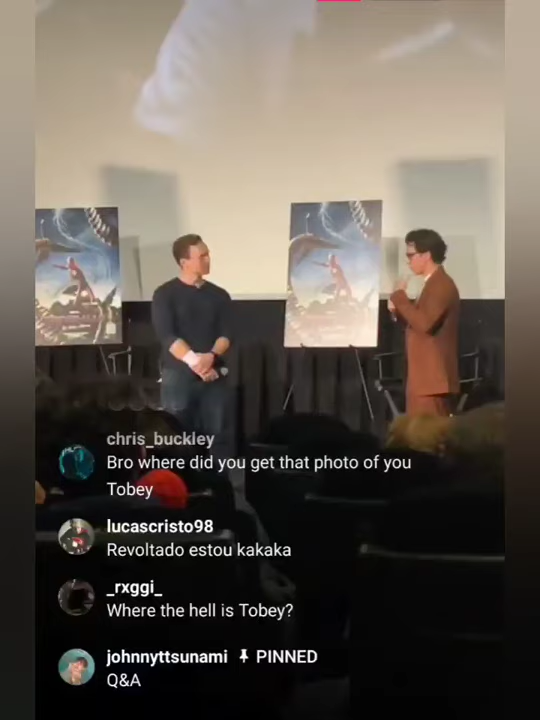 chris_buckley
Bro where did you get that photo of you
Tobey
lucascristo98
Revoltado estou kakaka
_rxggi_
Where the hell is Tobey?
johnnyttsunami PINNED
Q&A